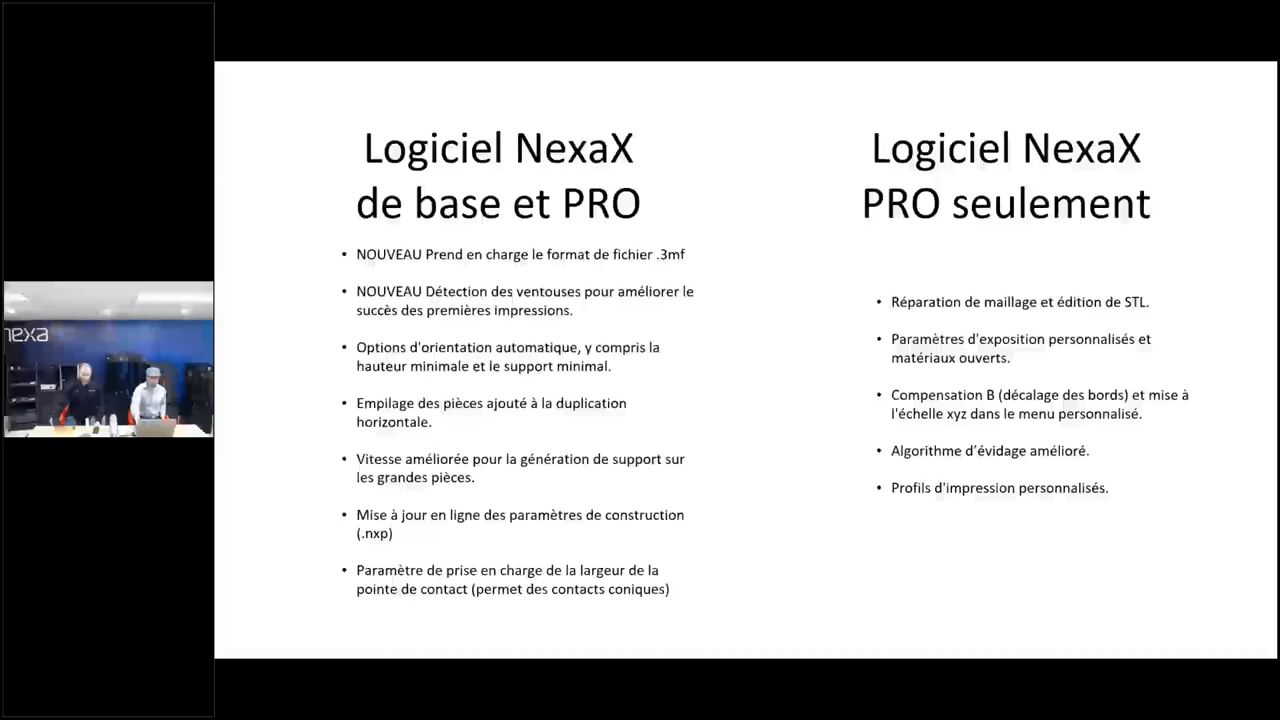 nexa
Logiciel NexaX
de base et PRO
• NOUVEAU Prend en charge le format de fichier .3mf
• NOUVEAU Détection des ventouses pour améliorer le
succès des premières impressions.
• Options d'orientation automatique, y compris la
hauteur minimale et le support minimal.
• Empilage des pièces ajouté à la duplication
horizontale.
• Vitesse améliorée pour la génération de support sur
les grandes pièces.
• Mise à jour en ligne des paramètres de construction
(.nxp)
• Paramètre de prise en charge de la largeur de la
pointe de contact (permet des contacts coniques)
Logiciel NexaX
PRO seulement
• Réparation de maillage et édition de STL.
• Paramètres d'exposition personnalisés et
matériaux ouverts.
• Compensation B (décalage des bords) et mise à
l'échelle xyz dans le menu personnalisé.
• Algorithme d’évidage amélioré.
• Profils d'impression personnalisés.